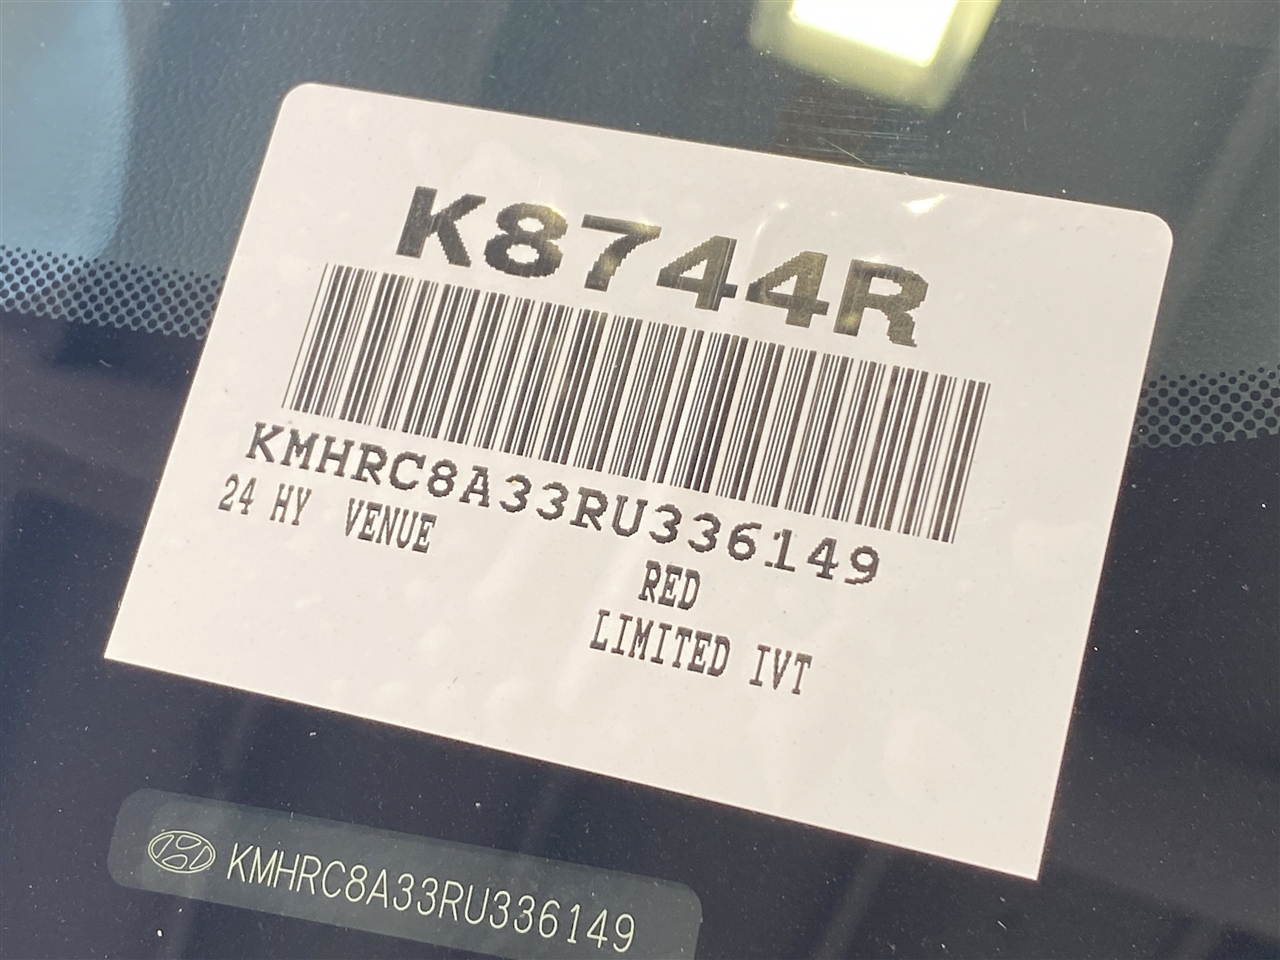 K8744R
KMHRC8A33RU336149
24 HY VENUE
RED
LIMITED IVT
KMHRC8A33RU336149